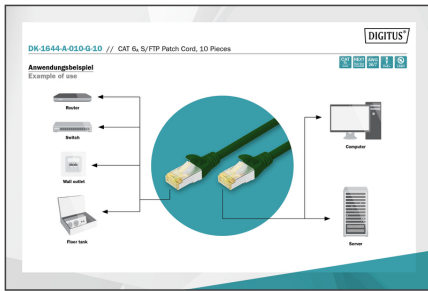 DIGITUS®
DK-1644-A-010-G-10 // CAT 6A S/FTP Patch Cord, 10 Pieces
Anwendungsbeispiel
Example of use
Router
Switch
Wall outlet
Floor tank
Computer
Server